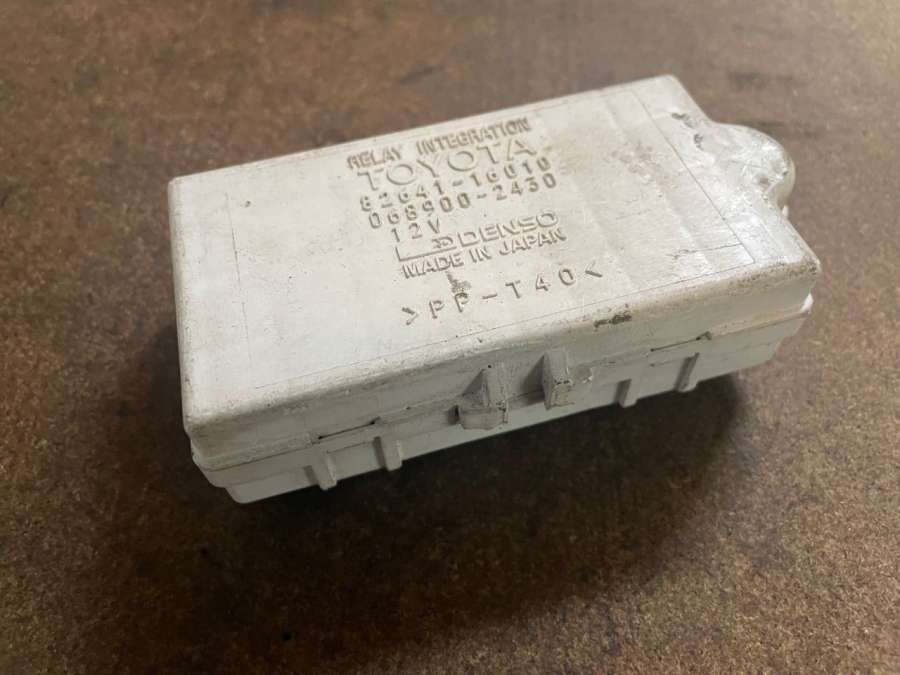 RELAY INTEGRATION
TOYOTA
82641-16010
068900-2430
12V
DENSO
MADE IN JAPAN
>PP-T40<